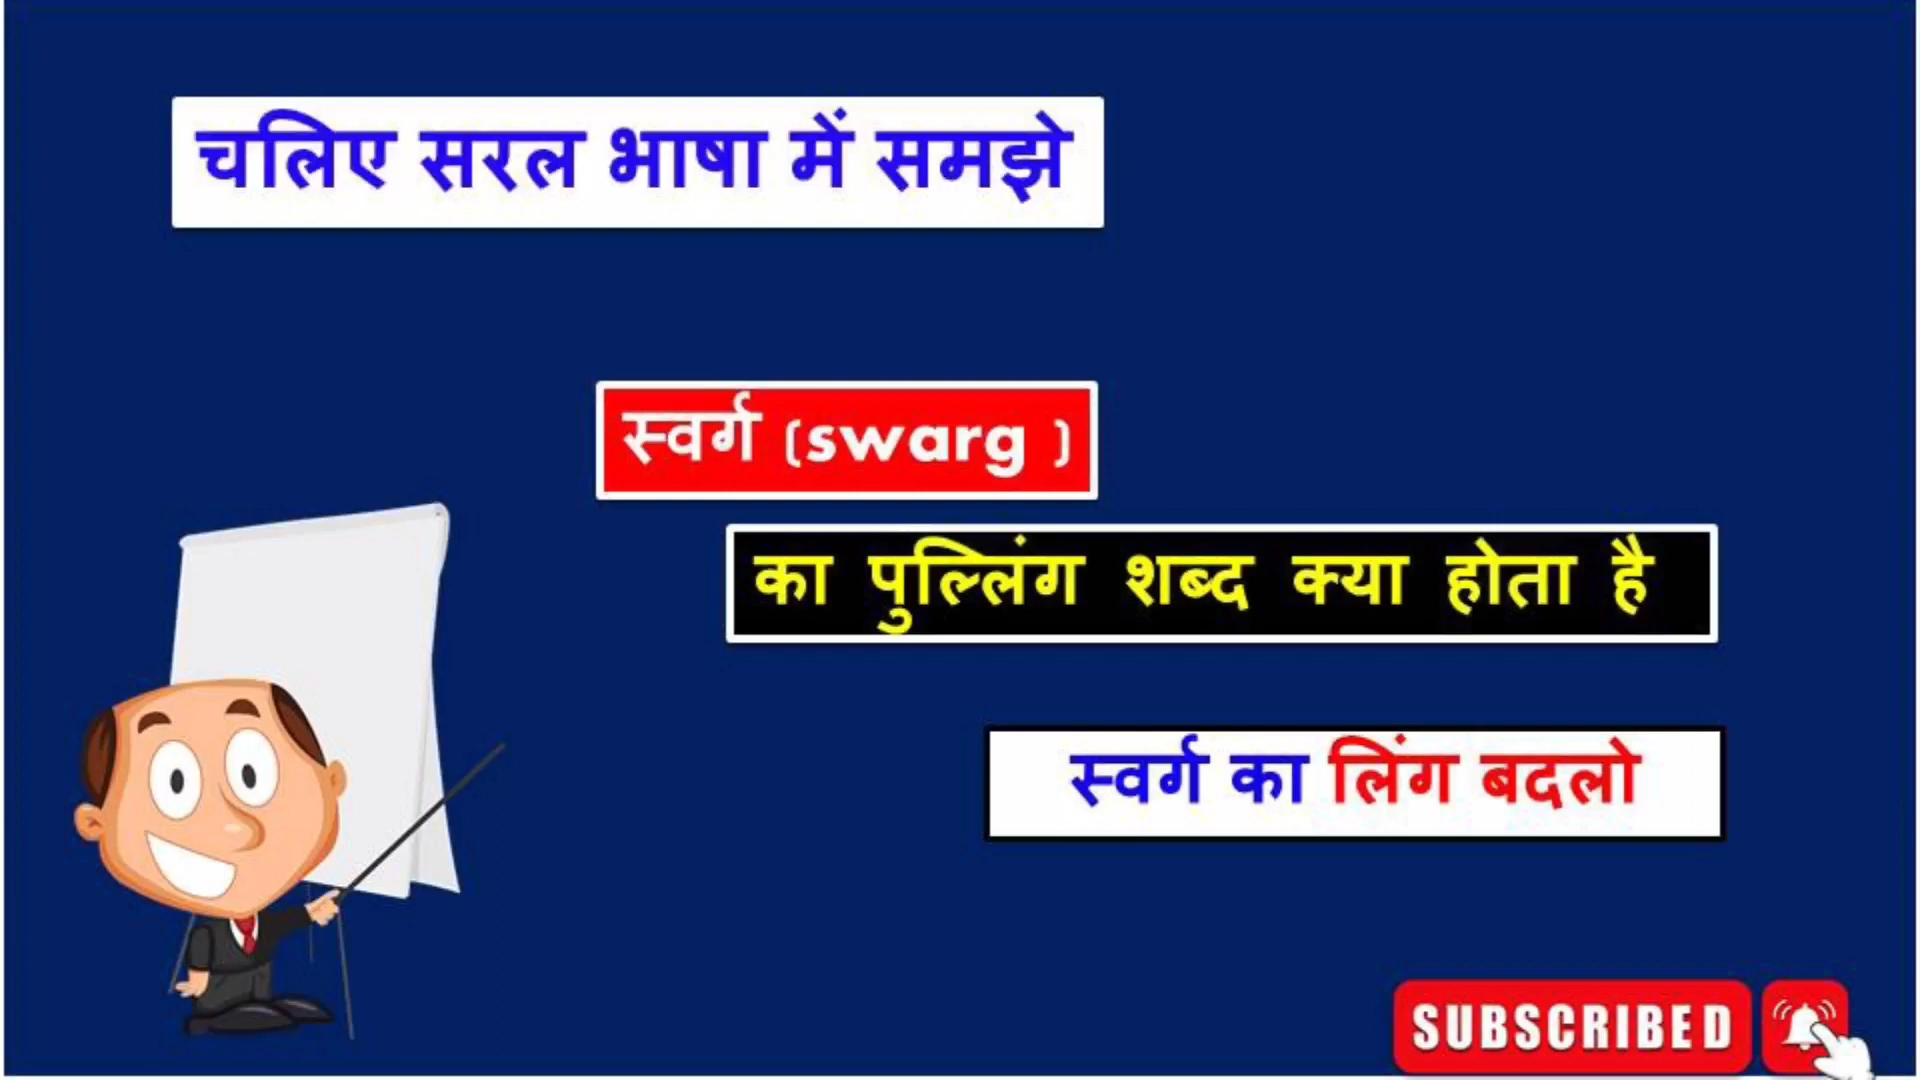 चलिए सरल भाषा में समझे
स्वर्ग (swarg )
का पुल्लिंग शब्द क्या होता है
स्वर्ग का लिंग बदलो
SUBSCRIBED